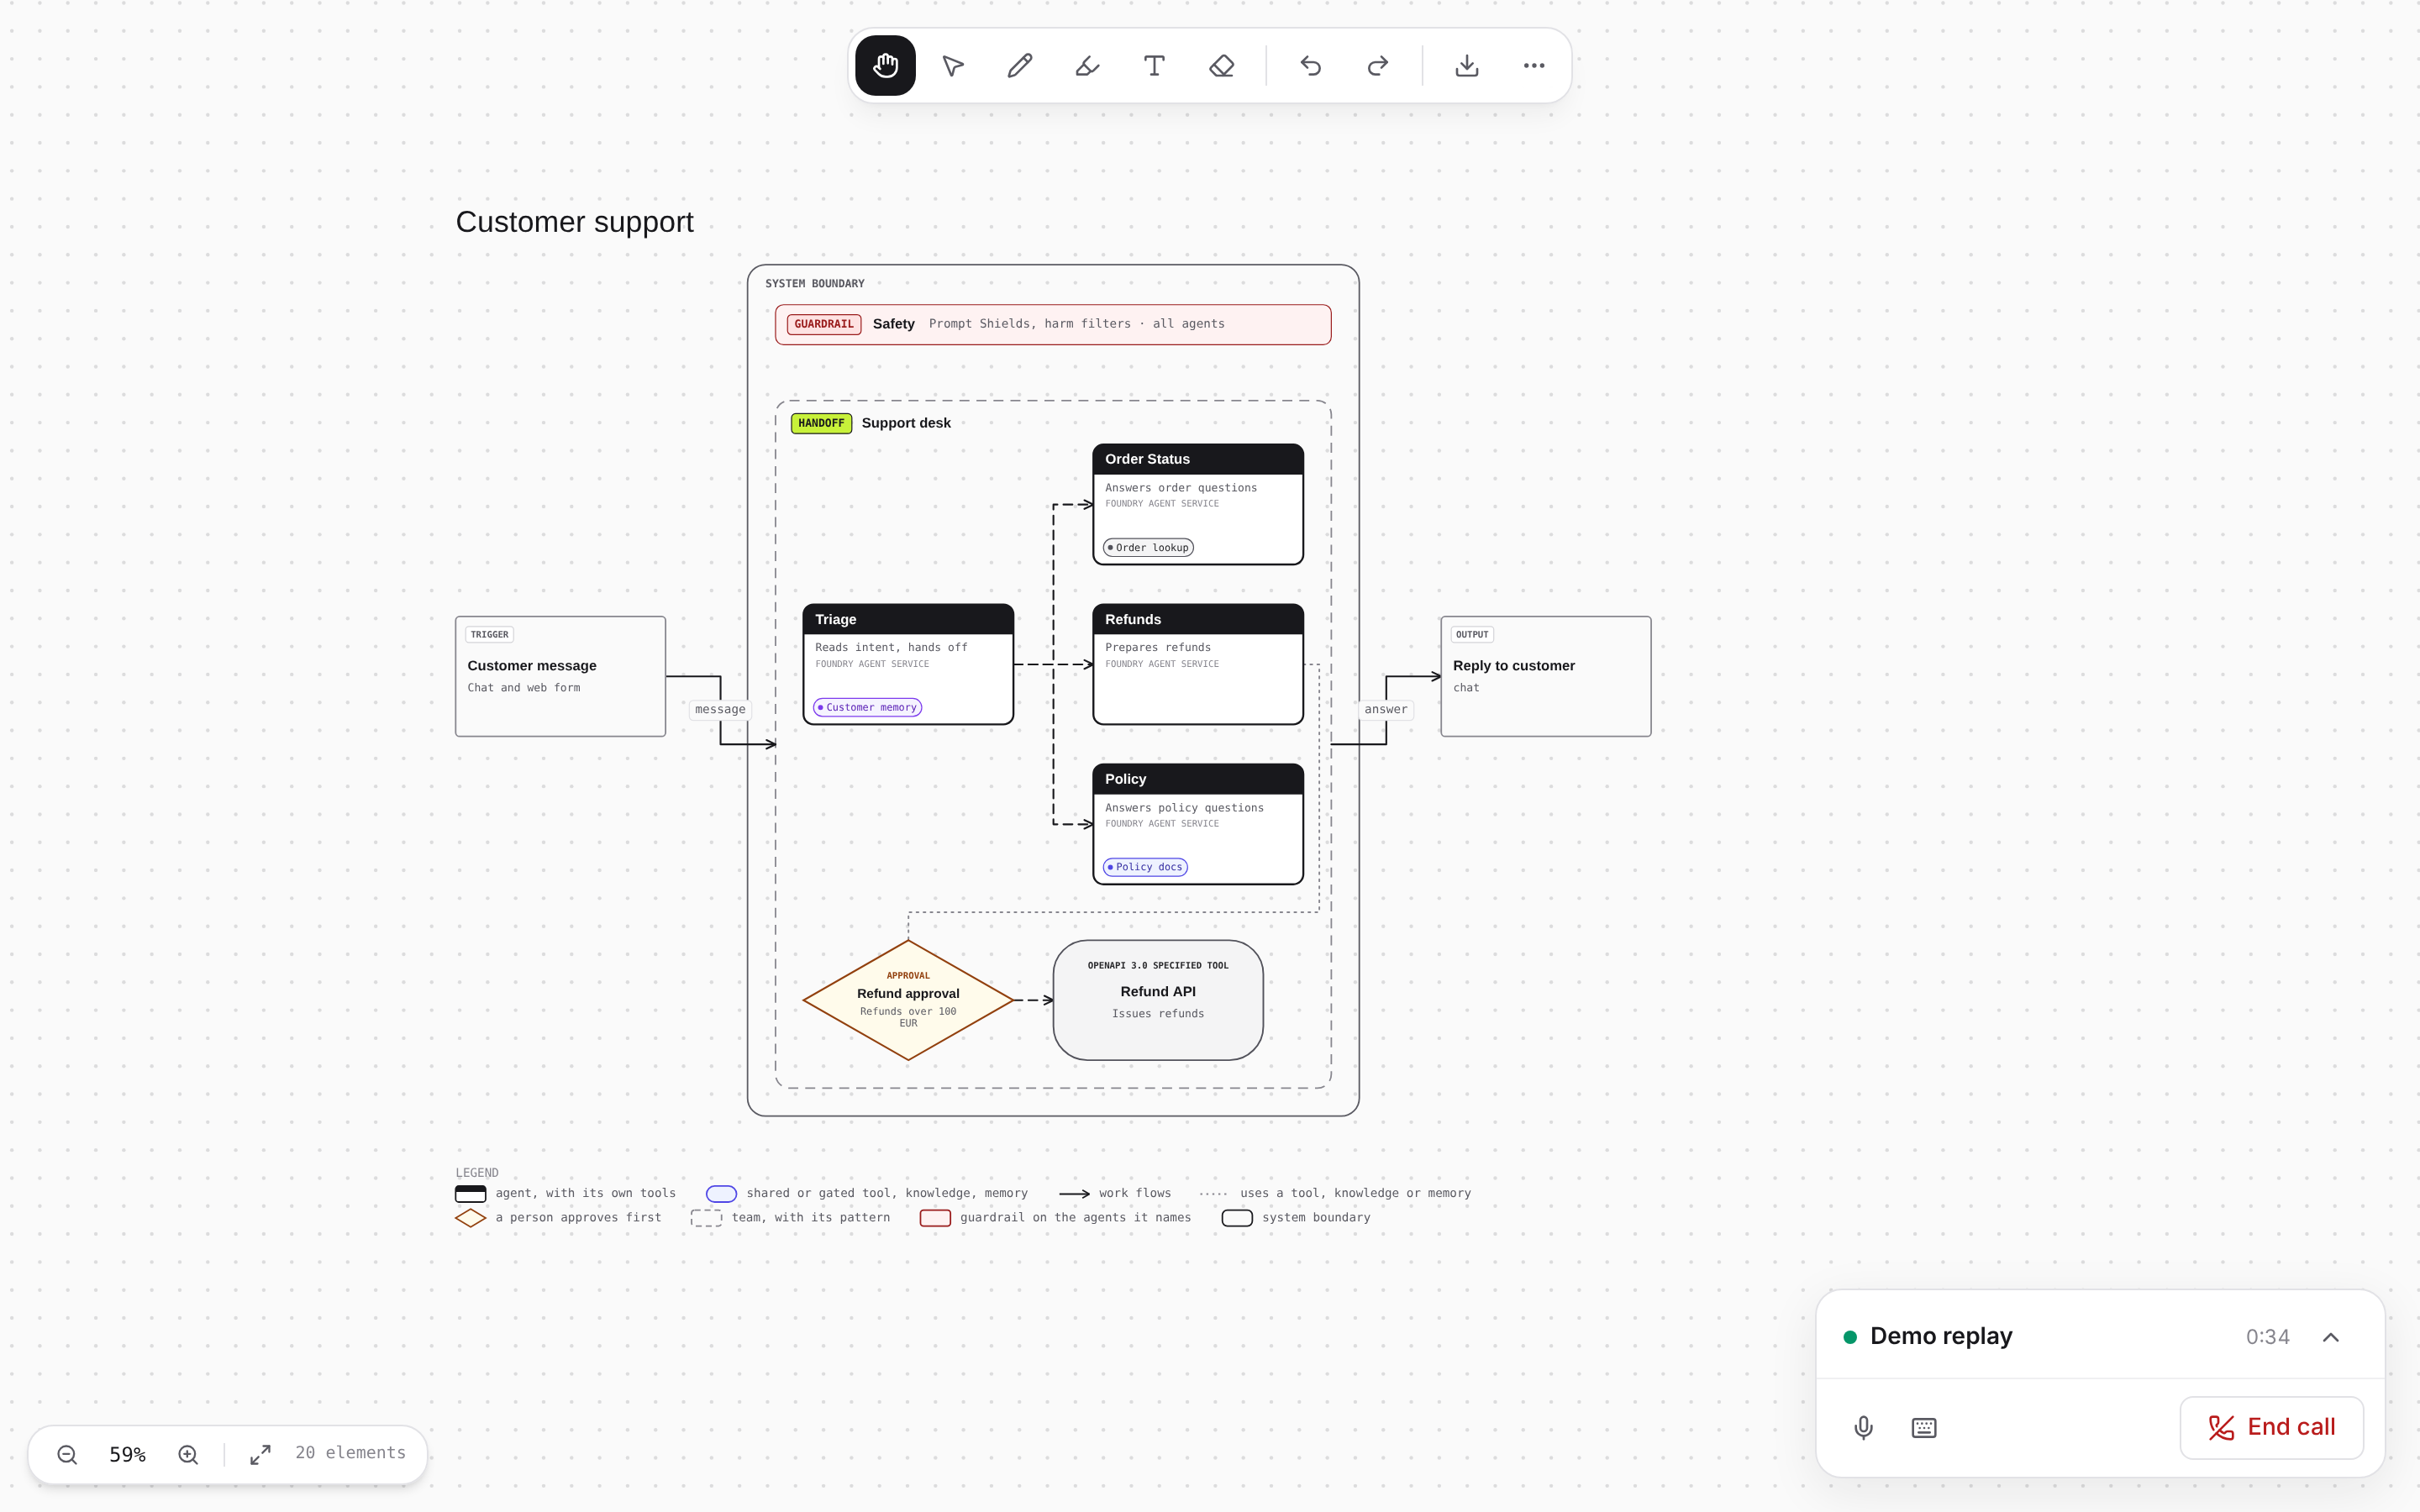 Customer support
SYSTEM BOUNDARY
GUARDRAIL Safety Prompt Shields, harm filters · all agents
HANDOFF Support desk
Order Status
Answers order questions
FOUNDRY AGENT SERVICE
Order lookup
TRIGGER
Customer message
Chat and web form
message
Triage
Reads intent, hands off
FOUNDRY AGENT SERVICE
Customer memory
Refunds
Prepares refunds
FOUNDRY AGENT SERVICE
answer
OUTPUT
Reply to customer
chat
Policy
Answers policy questions
FOUNDRY AGENT SERVICE
Policy docs
APPROVAL
Refund approval
Refunds over 100
EUR
OPENAPI 3.0 SPECIFIED TOOL
Refund API
Issues refunds
LEGEND
agent, with its own tools shared or gated tool, knowledge, memory work flows uses a tool, knowledge or memory
a person approves first team, with its pattern guardrail on the agents it names system boundary
Demo replay 0:34
End call
59% 20 elements